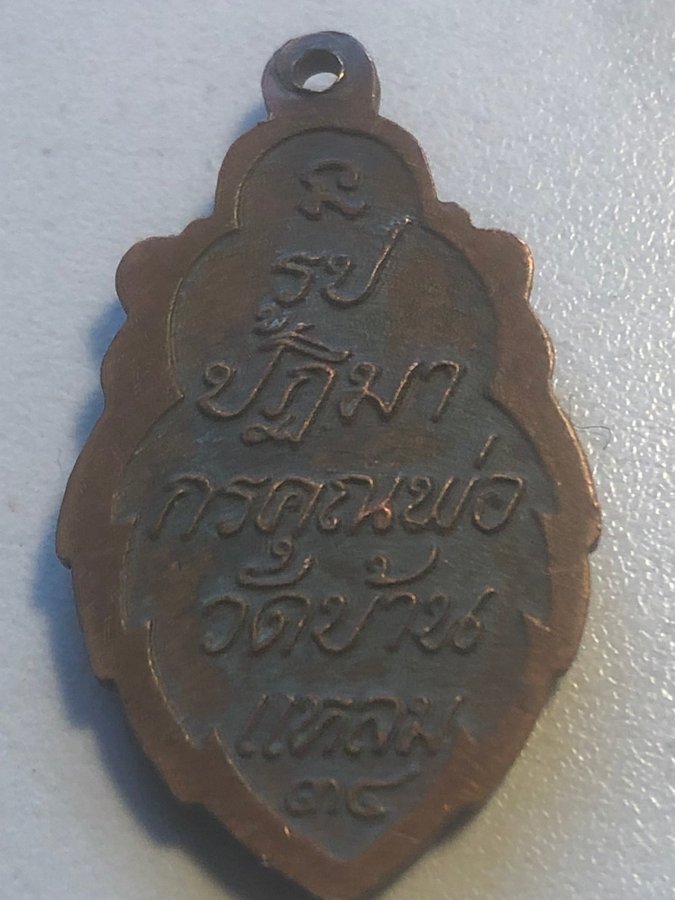 รูป
ปฏิมา
กรคุณพ่อ
วัดบ้าน
แหลม
๓๔